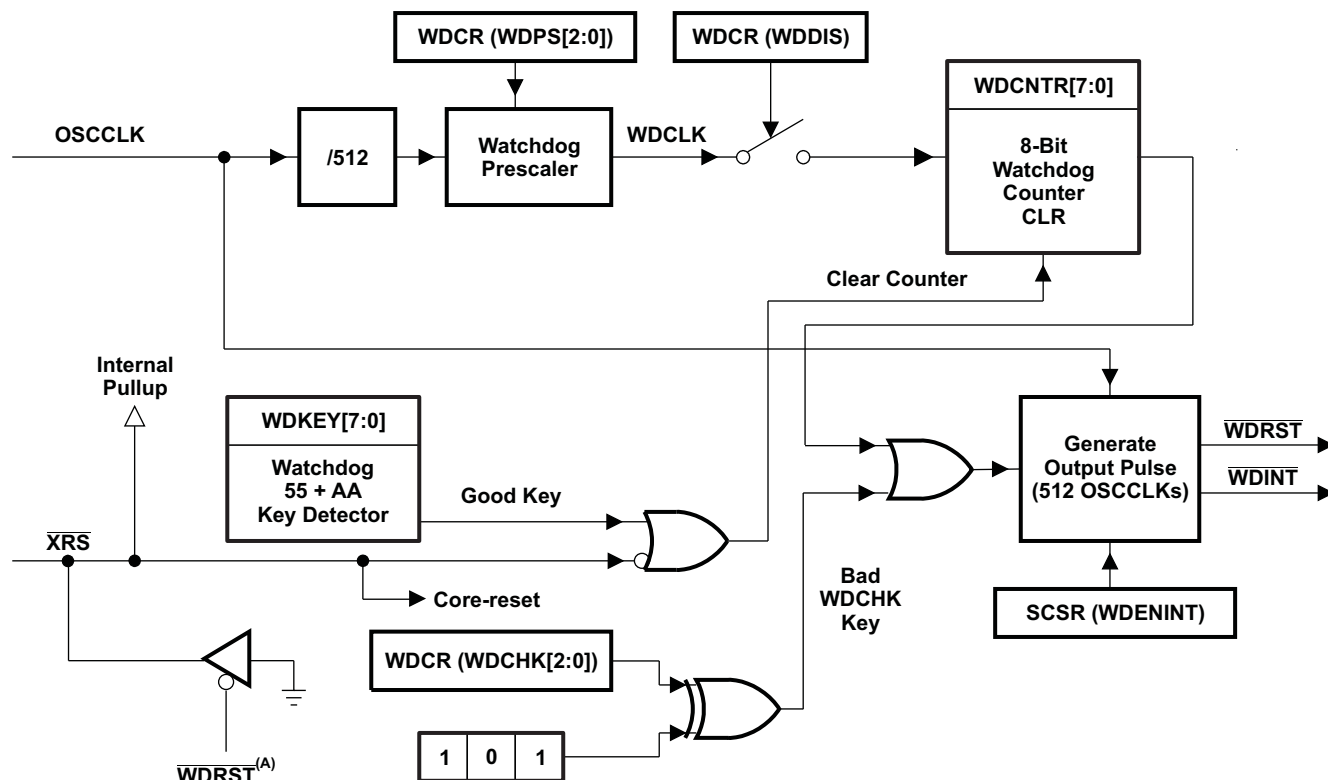 WDCR (WDPS[2:0])
WDCR (WDDIS)
WDCNTR[7:0]
OSCCLK
/512
Watchdog
Prescaler
WDCLK
8-Bit
Watchdog
Counter
CLR
Clear Counter
Internal
Pullup
WDKEY[7:0]
Watchdog
55 + AA
Key Detector
Good Key
Generate
Output Pulse
(512 OSCCLKs)
WDRST
WDINT
XRS
Core-reset
Bad
WDCHK
Key
SCSR (WDENINT)
WDCR (WDCHK[2:0])
1 0 1
WDRST(A)